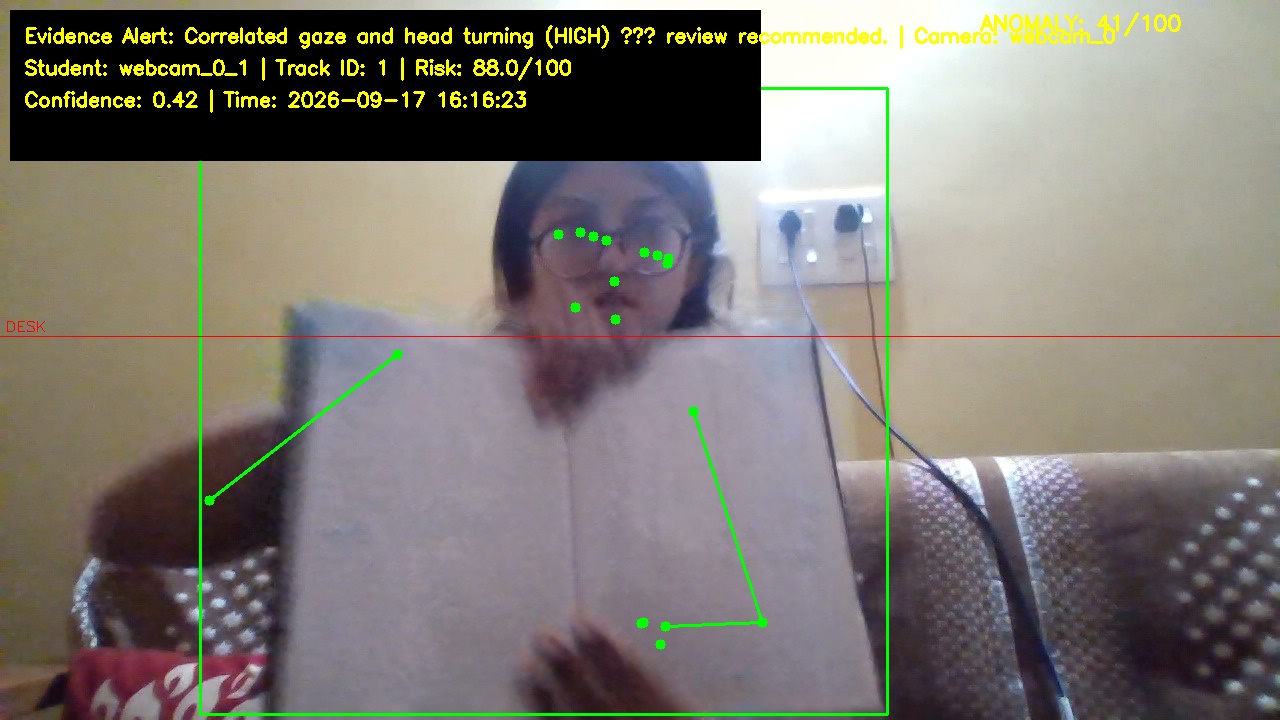 Evidence Alert: Correlated gaze and head turning (HIGH) ??? review recommended. | Camera: webcam_0
ANOMALY: 41/100
Student: webcam_0_1 | Track ID: 1 | Risk: 88.0/100
Confidence: 0.42 | Time: 2026-09-17 16:16:23
DESK